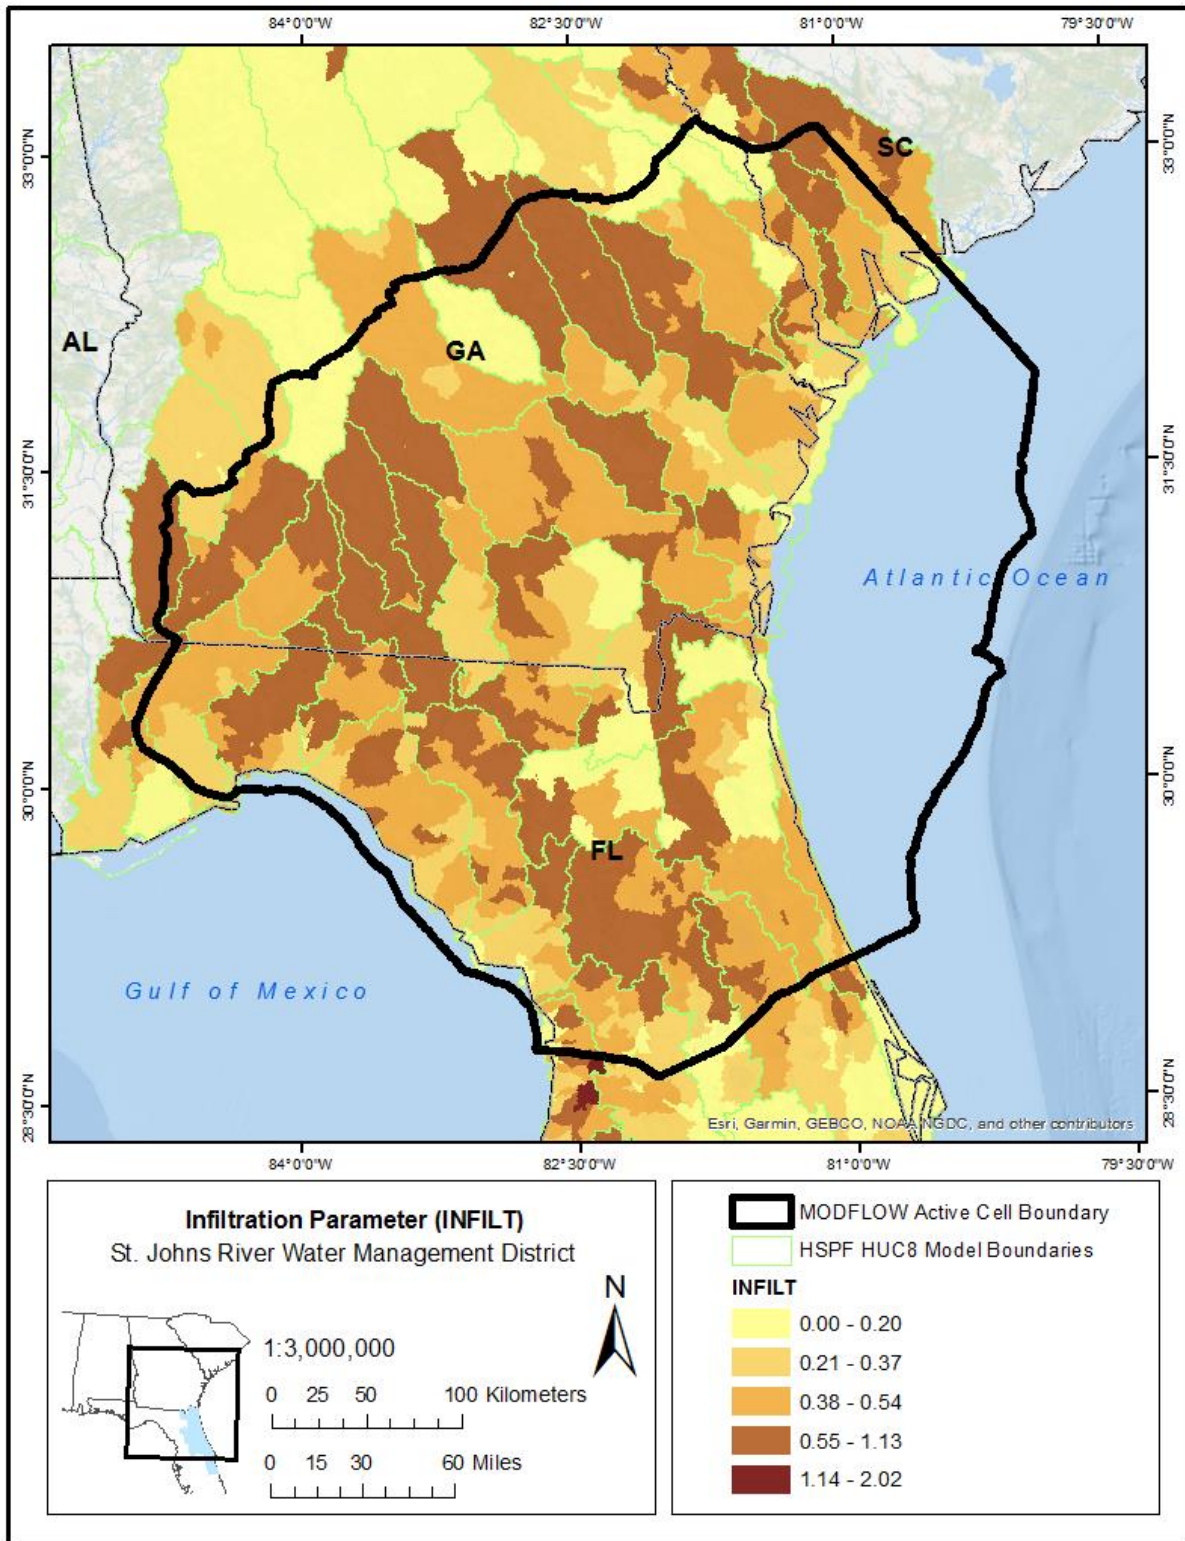 84°0'0"W 82°30'0"W 81°0'0"W 79°30'0"W
33°0'0"N
33°0'0"N
SC
AL
GA
31°30'0"N
31°30'0"N
Atlantic Ocean
30°0'0"N
30°0'0"N
FL
Gulf of Mexico
28°30'0"N
28°30'0"N
Esri, Garmin, GEBCO, NOAA NGDC, and other contributors
84°0'0"W 82°30'0"W 81°0'0"W 79°30'0"W
Infiltration Parameter (INFILT)
St. Johns River Water Management District
N
1:3,000,000
0 25 50 100 Kilometers
0 15 30 60 Miles
MODFLOW Active Cell Boundary
HSPF HUC8 Model Boundaries
INFILT
0.00 - 0.20
0.21 - 0.37
0.38 - 0.54
0.55 - 1.13
1.14 - 2.02